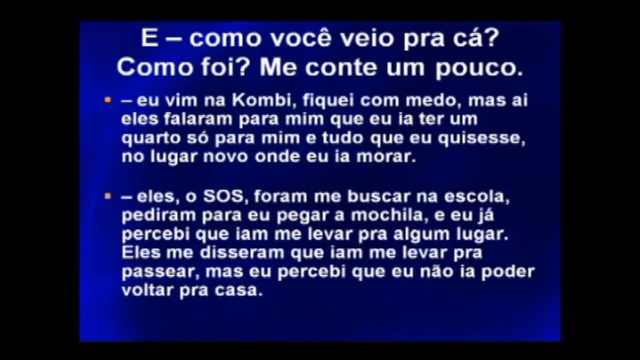 E – como você veio pra cá?
Como foi? Me conte um pouco.
– eu vim na Kombi, fiquei com medo, mas ai
eles falaram para mim que eu ia ter um
quarto só para mim e tudo que eu quisesse,
no lugar novo onde eu ia morar.
– eles, o SOS, foram me buscar na escola,
pediram para eu pegar a mochila, e eu já
percebi que iam me levar pra algum lugar.
Eles me disseram que iam me levar pra
passear, mas eu percebi que eu não ia poder
voltar pra casa.